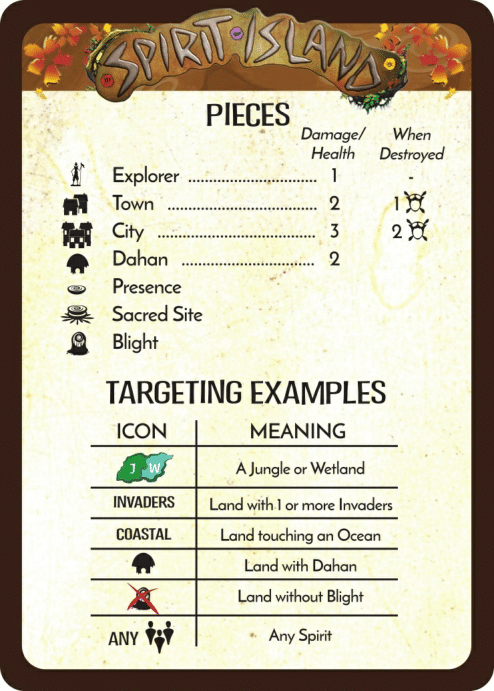 SPIRIT ISLAND
PIECES
Damage/ When
Health Destroyed
Explorer .............................. 1 -
Town .................................. 2 1
City .................................... 3 2
Dahan ............................... 2
Presence
Sacred Site
Blight
TARGETING EXAMPLES
ICON MEANING
J W A Jungle or Wetland
INVADERS Land with 1 or more Invaders
COASTAL Land touching an Ocean
Land with Dahan
Land without Blight
ANY Any Spirit